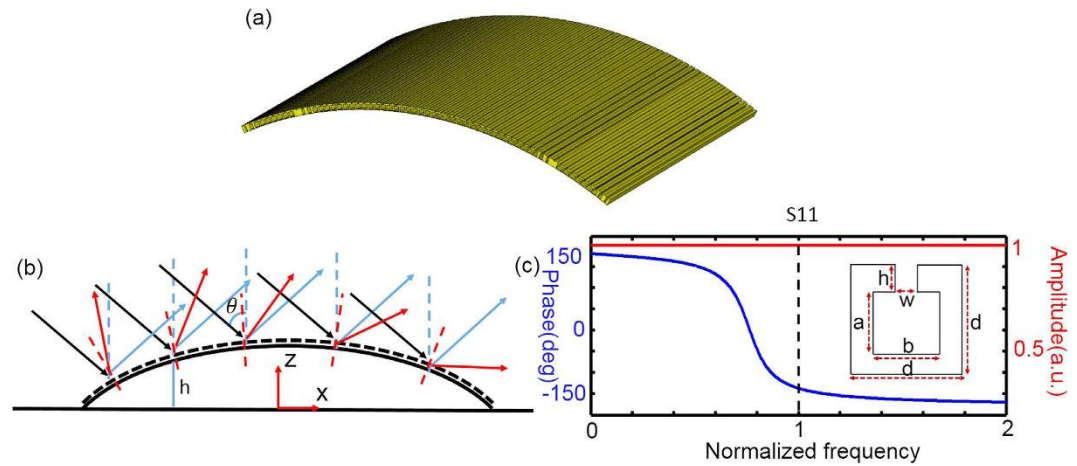 (a)
(b)
θ
z
h
x
(c)
S11
150
0
-150
Phase(deg)
1
0.5
Amplitude(a.u.)
h
w
a
d
b
d
0
1
2
Normalized frequency